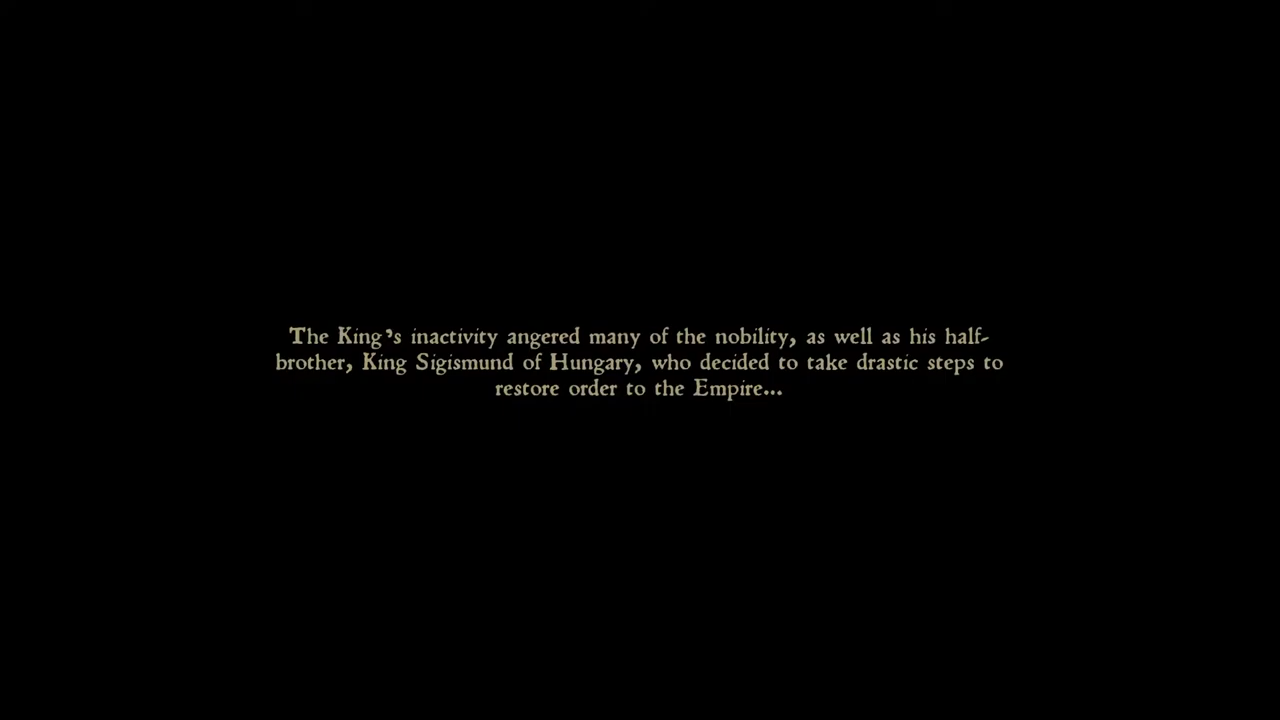 The King's inactivity angered many of the nobility, as well as his half-
brother, King Sigismund of Hungary, who decided to take drastic steps to
restore order to the Empire...